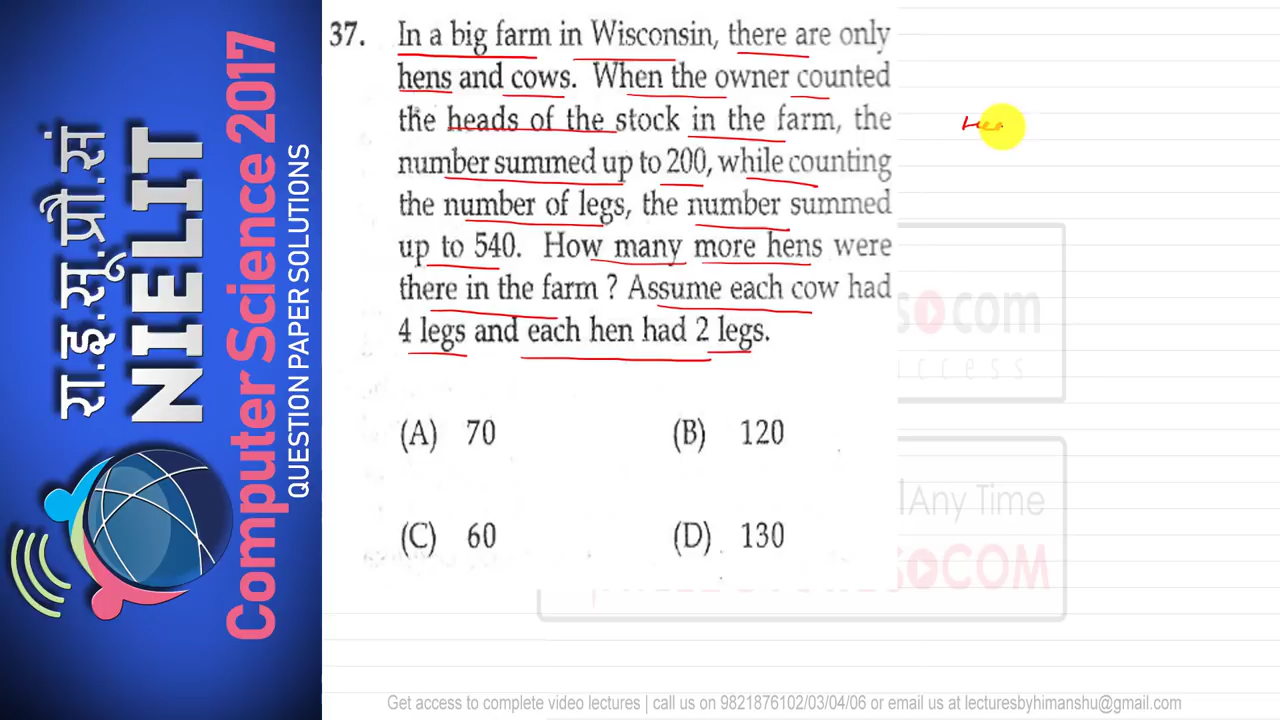 रा.इ.सू.प्रौ.सं
NIELIT
Computer Science 2017
QUESTION PAPER SOLUTIONS
37. In a big farm in Wisconsin, there are only
hens and cows. When the owner counted
the heads of the stock in the farm, the
number summed up to 200, while counting
the number of legs, the number summed
up to 540. How many more hens were
there in the farm ? Assume each cow had
4 legs and each hen had 2 legs.
(A) 70 (B) 120
(C) 60 (D) 130
so com
uccess
Any Time
SOCOM
Get access to complete video lectures | call us on 9821876102/03/04/06 or email us at lecturesbyhimanshu@gmail.com